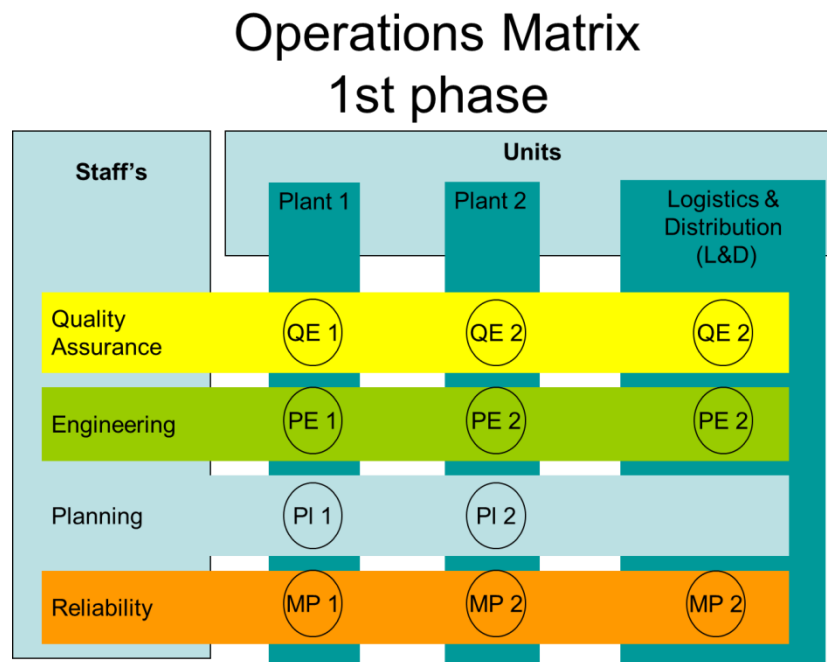 Operations Matrix
1st phase
Staff's
Units
Plant 1
Plant 2
Logistics &
Distribution
(L&D)
Quality
Assurance
QE 1
QE 2
QE 2
Engineering
PE 1
PE 2
PE 2
Planning
PI 1
PI 2
Reliability
MP 1
MP 2
MP 2